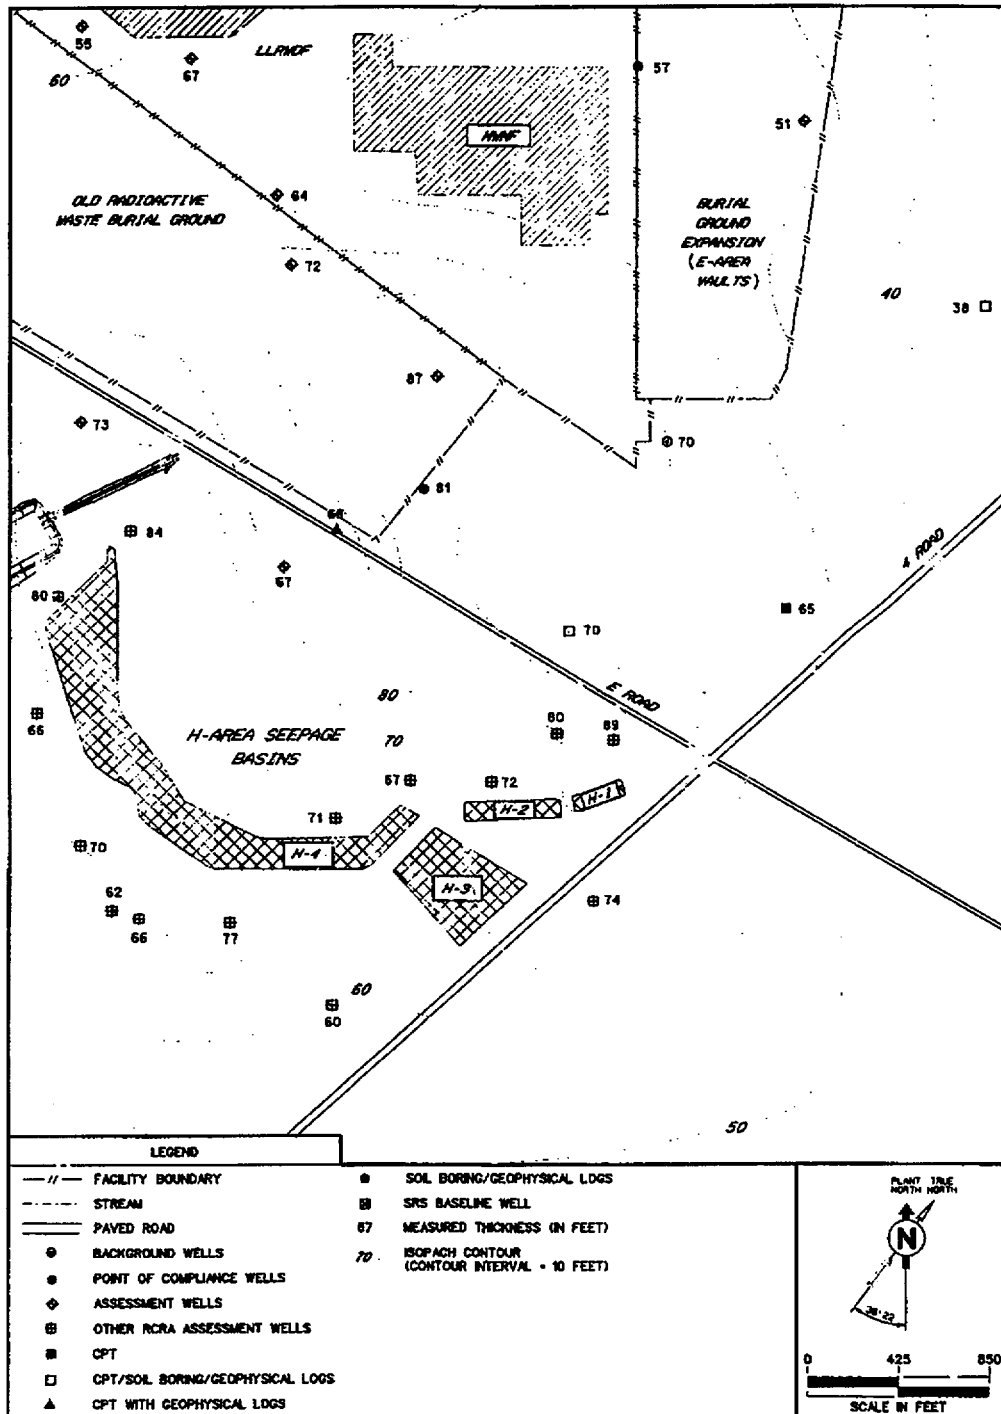 55
67
LLRWDF
60
57
HWMF
51
OLD RADIOACTIVE
WASTE BURIAL GROUND
64
72
BURIAL
GROUND
EXPANSION
(E-AREA
VAULTS)
40
38
87
73
70
81
68
84
67
80
65
A ROAD
70
E ROAD
80
66
H-AREA SEEPAGE
BASINS
70
80
89
67
72
H-1
H-2
71
70
H-4
H-3
62
66
77
74
60
60
50
LEGEND
FACILITY BOUNDARY
STREAM
PAVED ROAD
BACKGROUND WELLS
POINT OF COMPLIANCE WELLS
ASSESSMENT WELLS
OTHER RCRA ASSESSMENT WELLS
CPT
CPT/SOIL BORING/GEOPHYSICAL LOGS
CPT WITH GEOPHYSICAL LOGS
SOIL BORING/GEOPHYSICAL LOGS
SRS BASELINE WELL
67 MEASURED THICKNESS (IN FEET)
70 ISOPACH CONTOUR
(CONTOUR INTERVAL = 10 FEET)
PLANT TRUE
NORTH NORTH
N
36°22
0 425 850
SCALE IN FEET